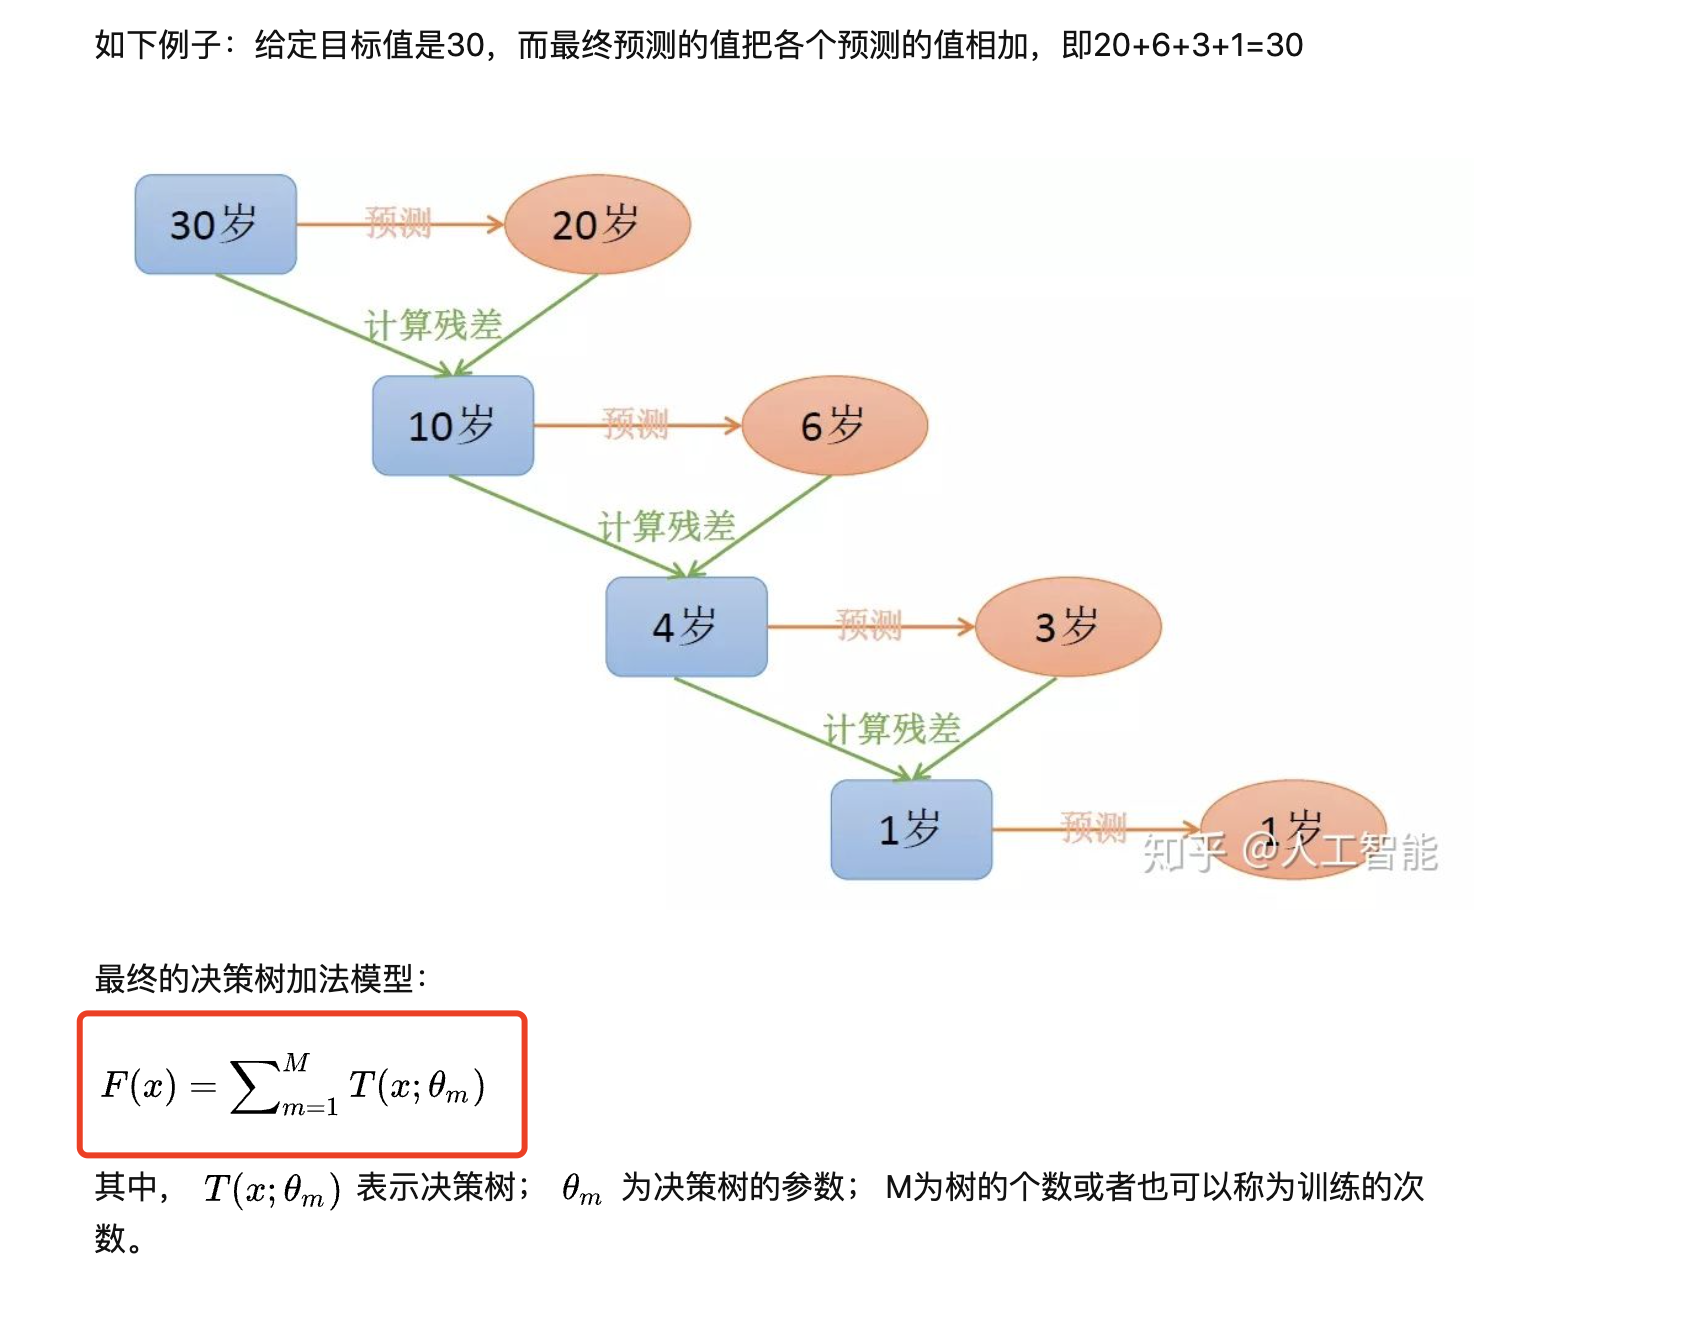 如下例子：给定目标值是30，而最终预测的值把各个预测的值相加，即20+6+3+1=30
30岁 预测 20岁
计算残差
10岁 预测 6岁
计算残差
4岁 预测 3岁
计算残差
1岁 预测 1岁
知乎 @人工智能
最终的决策树加法模型：
F(x) = ∑_{m=1}^{M} T(x; θ_m)
其中， T(x; θ_m) 表示决策树； θ_m 为决策树的参数； M为树的个数或者也可以称为训练的次
数。